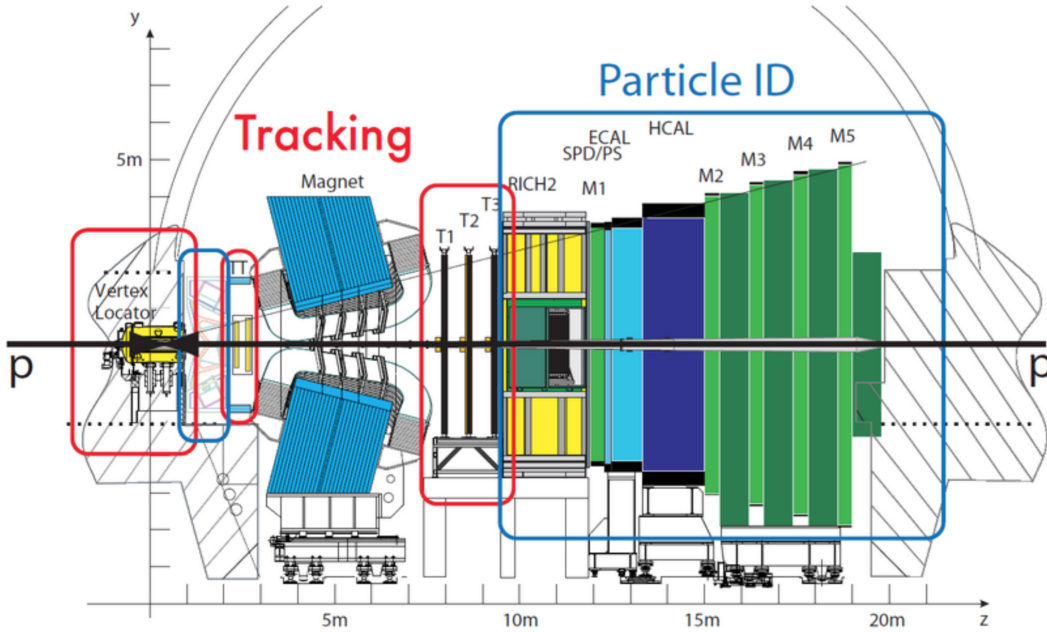 y
Particle ID
Tracking
HCAL
ECAL
M5
SPD/PS
M4
5m
M3
Magnet
RICH2
M1
M2
T3
T2
T1
TT
Vertex
Locator
p
p
5m
10m
15m
20m
z